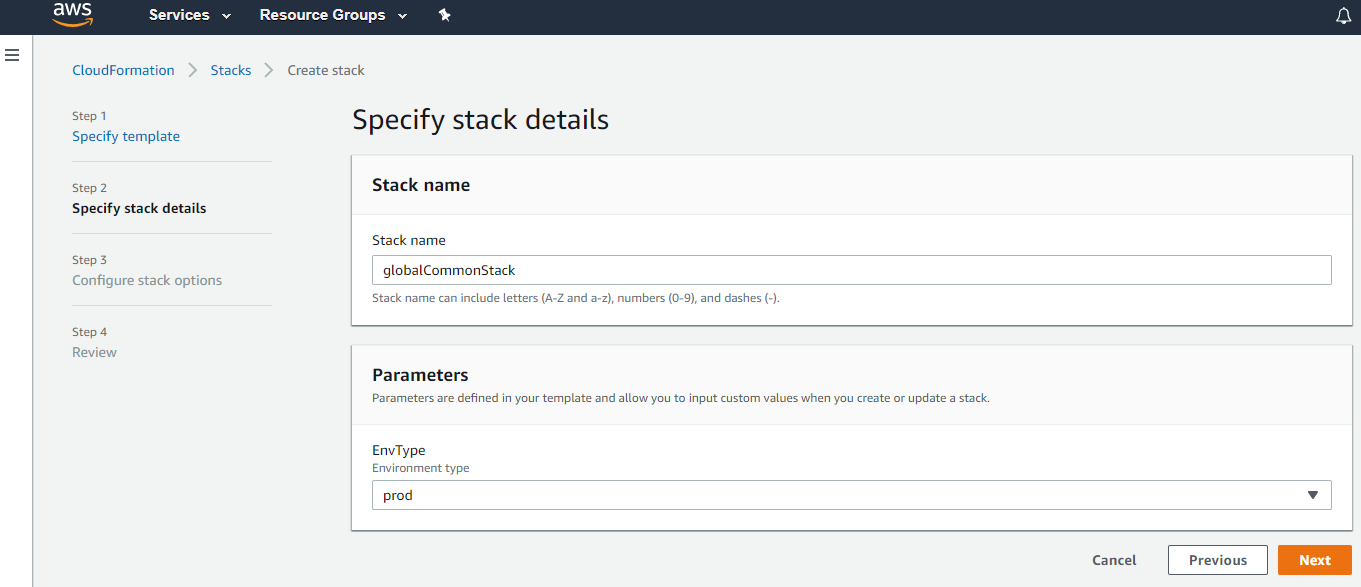 aws
Services
Resource Groups
CloudFormation
Stacks
Create stack
Step 1
Specify template
Step 2
Specify stack details
Step 3
Configure stack options
Step 4
Review
Specify stack details
Stack name
Stack name
globalCommonStack
Stack name can include letters (A-Z and a-z), numbers (0-9), and dashes (-).
Parameters
Parameters are defined in your template and allow you to input custom values when you create or update a stack.
EnvType
Environment type
prod
Cancel
Previous
Next